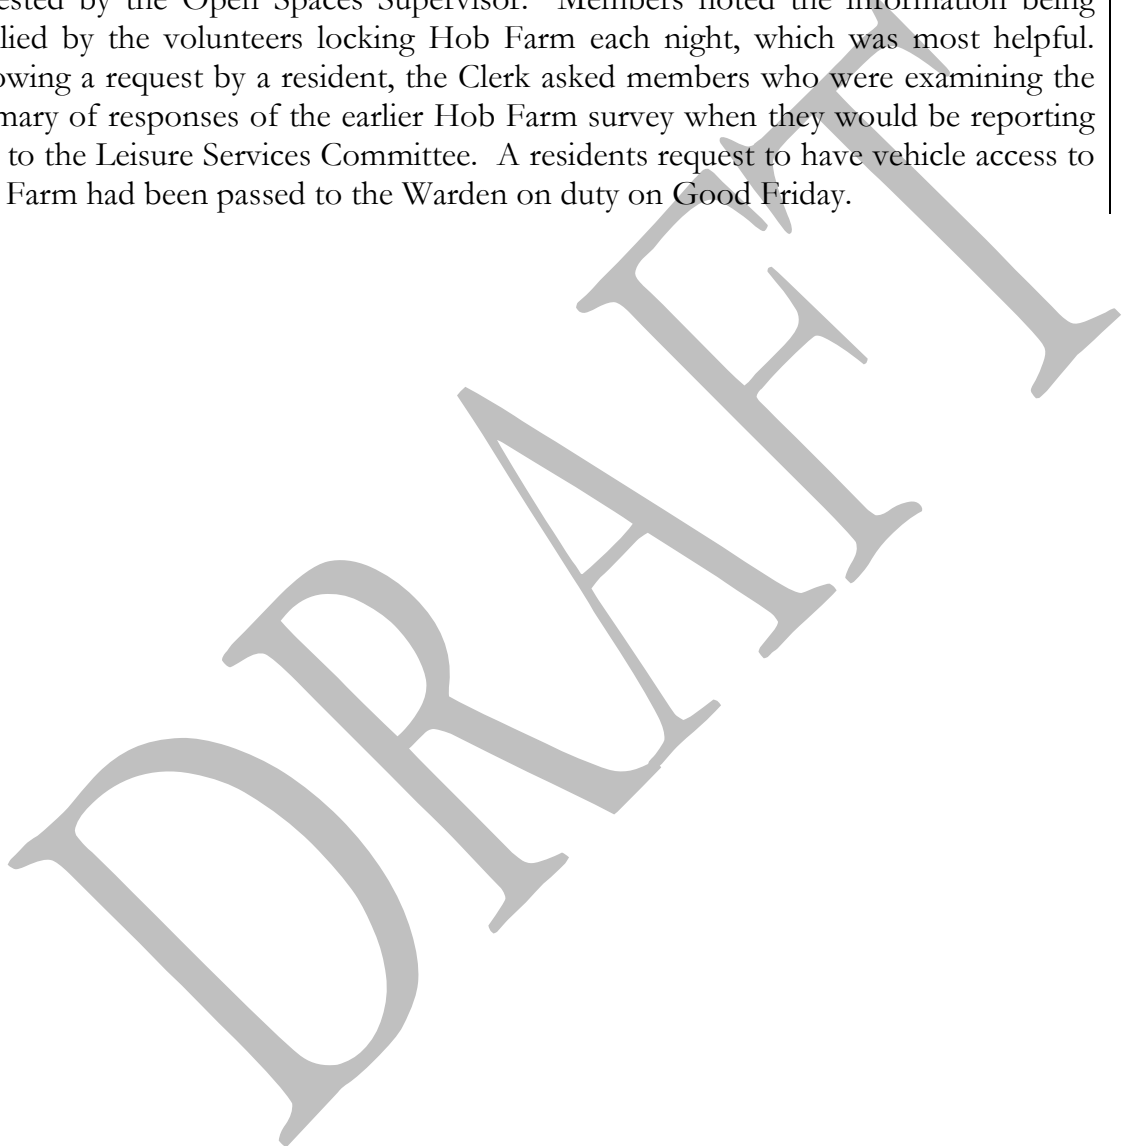 ested by the Open Spaces Supervisor. Members noted the information being
lied by the volunteers locking Hob Farm each night, which was most helpful.
owing a request by a resident, the Clerk asked members who were examining the
mary of responses of the earlier Hob Farm survey when they would be reporting
to the Leisure Services Committee. A residents request to have vehicle access to
Farm had been passed to the Warden on duty on Good Friday.
DRAFT